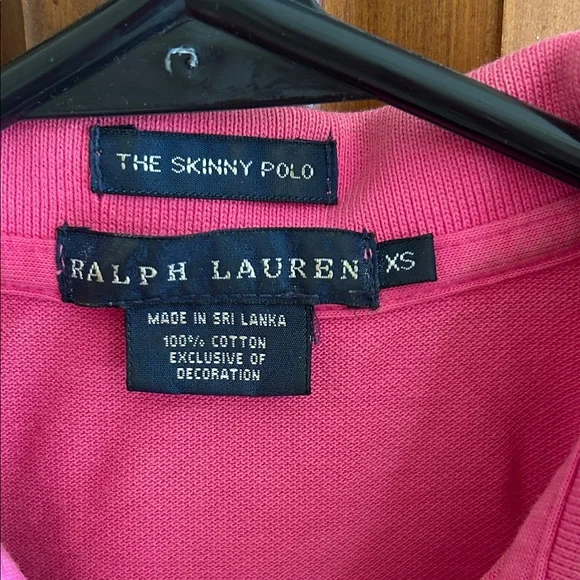 THE SKINNY POLO
RALPH LAUREN XS
MADE IN SRI LANKA
100% COTTON
EXCLUSIVE OF
DECORATION